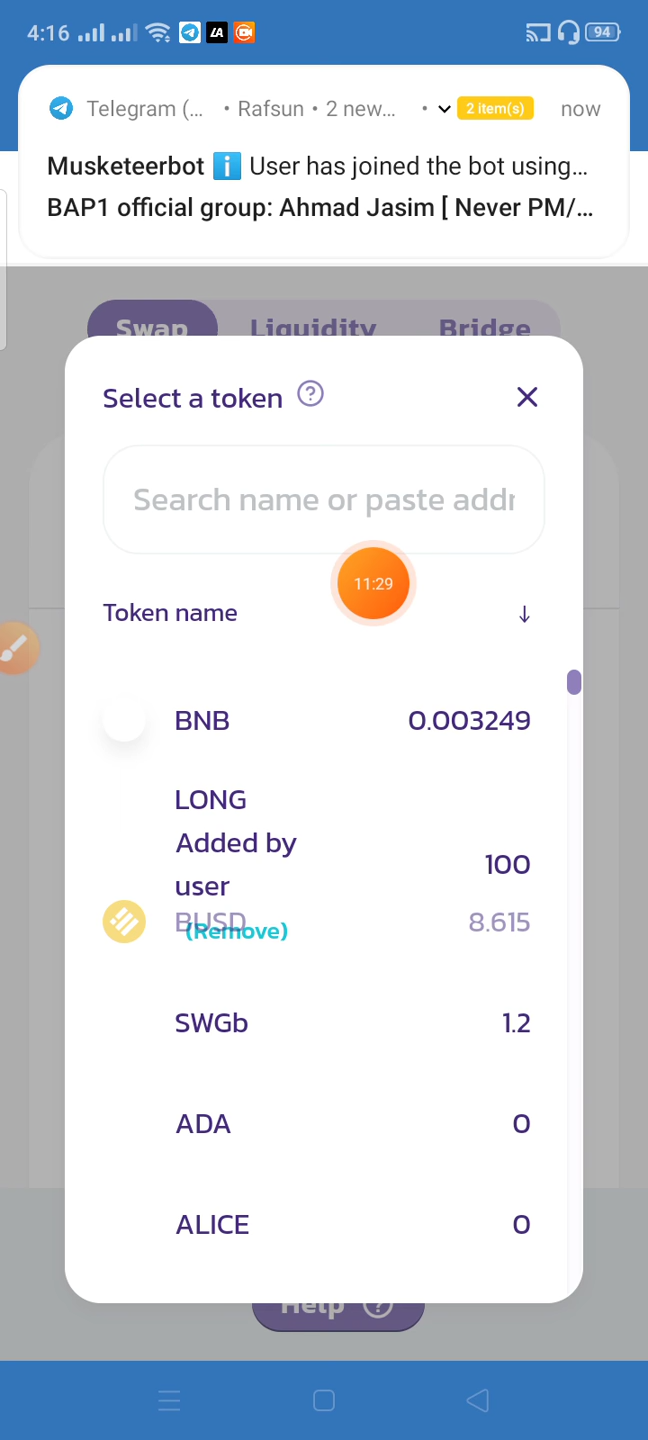 4:16 LA 94
Telegram (... • Rafsun • 2 new... • 2 item(s) now
Musketeerbot ℹ️ User has joined the bot using...
BAP1 official group: Ahmad Jasim [ Never PM/...
Swap Liquidity Bridge
Select a token ?
Search name or paste addr
11:29
Token name ↓
BNB 0.003249
LONG
Added by
user 100
BUSD 8.615
(Remove)
SWGb 1.2
ADA 0
ALICE 0
Help ?